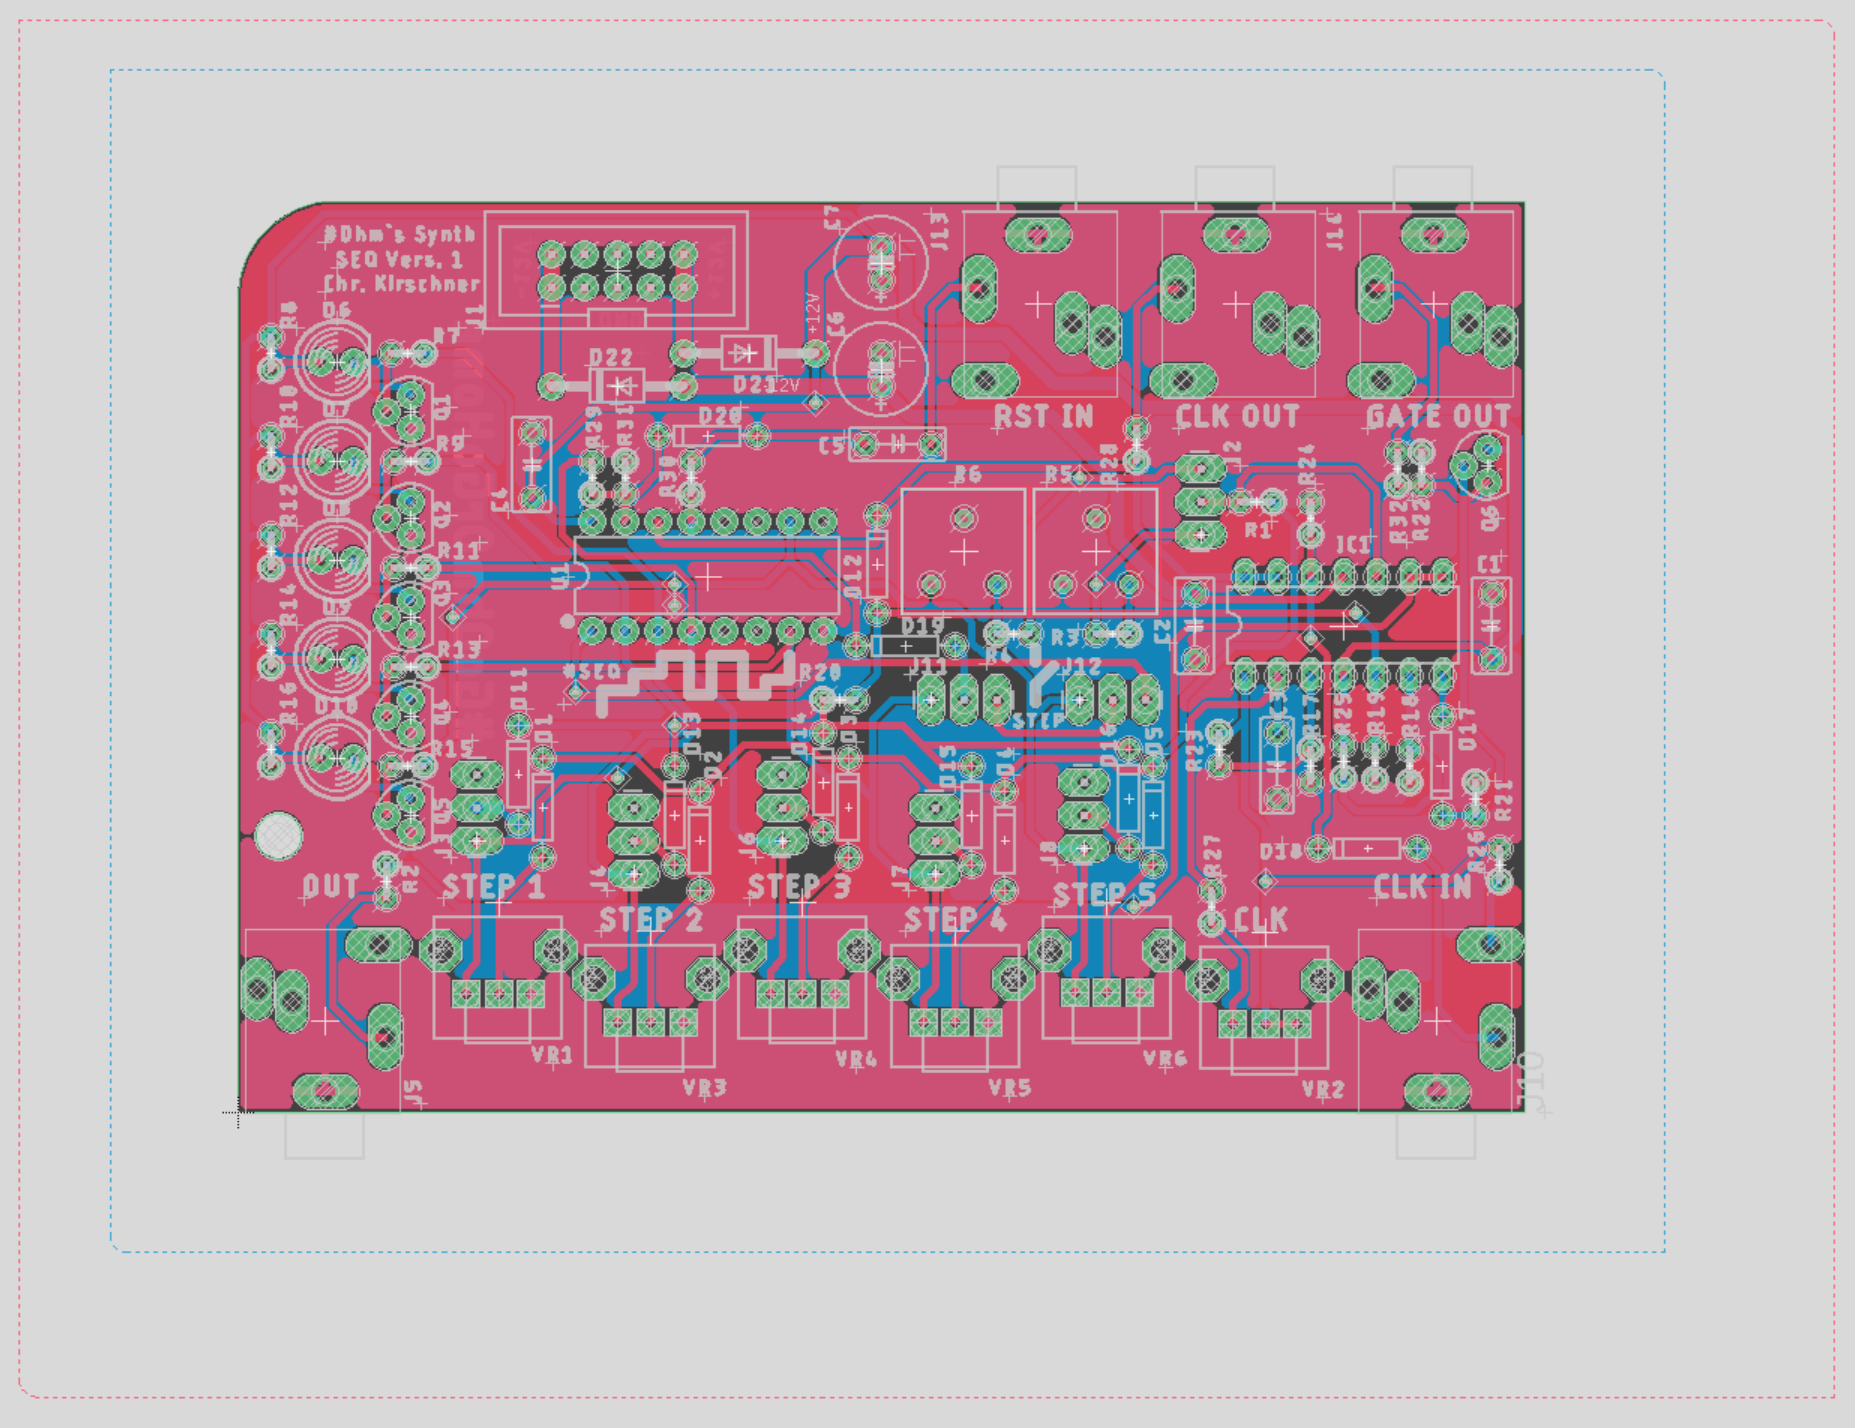 #Ohm`s Synth
SEQ Vers. 1
Chr. Kirschner
J1
C7
J13
J16
+12V
C6
R8
D6
R7
D22
D21
-12V
RST IN
CLK OUT
GATE OUT
R10
Q1
R9
C4
R29
R31
D20
R30
C5
R6
R5
R28
J2
R24
R1
R32
R22
Q6
R12
Q2
R11
U1
D12
IC1
C1
R14
D9
Q3
R13
D19
R4
R3
C2
#SEQ
R20
J11
J12
STEP
R16
D10
D11
D1
D13
D2
D14
D3
D15
D4
D16
D5
R23
C3
R17
R25
R19
R18
D17
R15
Q5
R21
J3
J4
J6
J7
J8
D18
R26
OUT
R2
STEP 1
STEP 2
STEP 3
STEP 4
STEP 5
R27
CLK
CLK IN
VR1
VR3
VR4
VR5
VR6
VR2
J5
J10